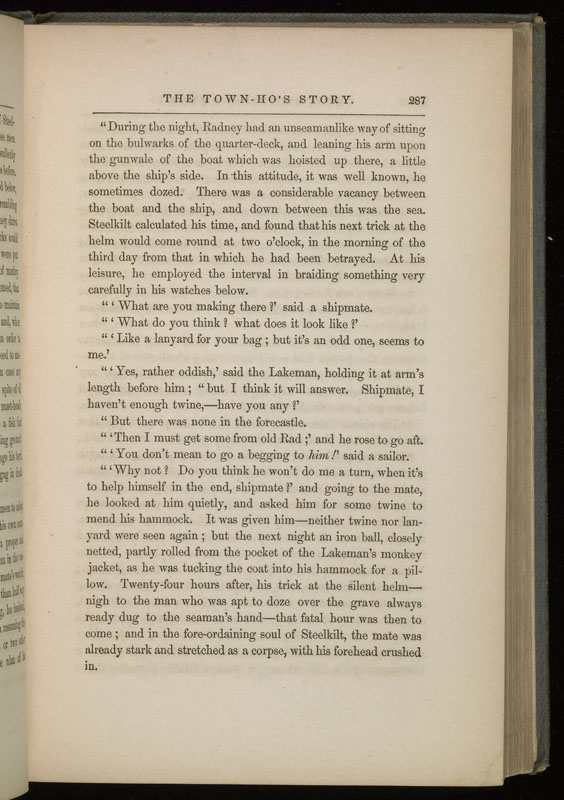 THE TOWN-HO'S STORY. 287
"During the night, Radney had an unseamanlike way of sitting
on the bulwarks of the quarter-deck, and leaning his arm upon
the gunwale of the boat which was hoisted up there, a little
above the ship's side. In this attitude, it was well known, he
sometimes dozed. There was a considerable vacancy between
the boat and the ship, and down between this was the sea.
Steelkilt calculated his time, and found that his next trick at the
helm would come round at two o'clock, in the morning of the
third day from that in which he had been betrayed. At his
leisure, he employed the interval in braiding something very
carefully in his watches below.
"'What are you making there?' said a shipmate.
"'What do you think? what does it look like?'
"'Like a lanyard for your bag; but it's an odd one, seems to
me.'
"'Yes, rather oddish,' said the Lakeman, holding it at arm's
length before him; "but I think it will answer. Shipmate, I
haven't enough twine,—have you any?'
"But there was none in the forecastle.
"'Then I must get some from old Rad;' and he rose to go aft.
"'You don't mean to go a begging to him!' said a sailor.
"'Why not? Do you think he won't do me a turn, when it's
to help himself in the end, shipmate?' and going to the mate,
he looked at him quietly, and asked him for some twine to
mend his hammock. It was given him—neither twine nor lan-
yard were seen again; but the next night an iron ball, closely
netted, partly rolled from the pocket of the Lakeman's monkey
jacket, as he was tucking the coat into his hammock for a pil-
low. Twenty-four hours after, his trick at the silent helm—
nigh to the man who was apt to doze over the grave always
ready dug to the seaman's hand—that fatal hour was then to
come; and in the fore-ordaining soul of Steelkilt, the mate was
already stark and stretched as a corpse, with his forehead crushed
in.